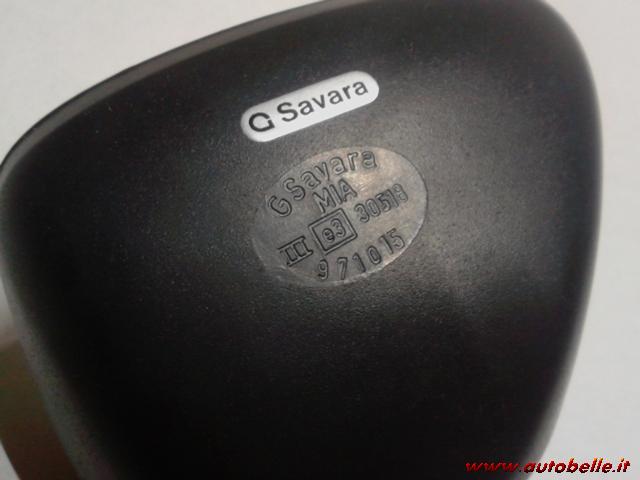 G Savara
G Savara
MIA
III e3 30518
971015
www.autobelle.it